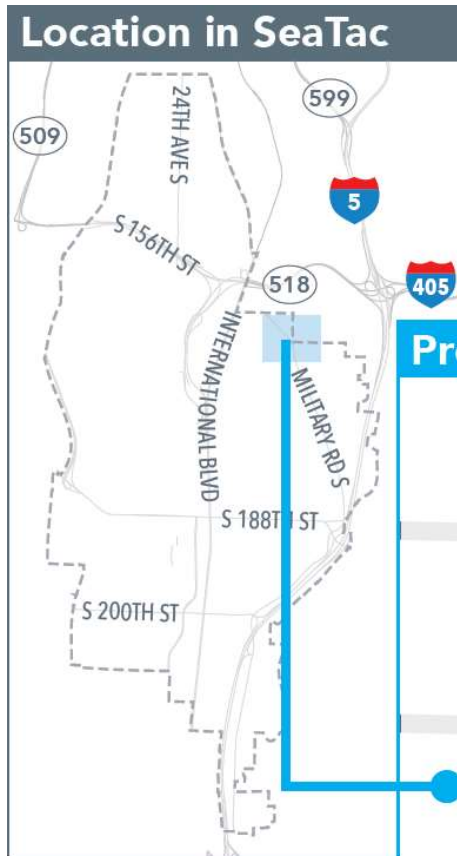 Location in SeaTac
599
509
24TH AVE S
5
S 156TH ST
518
405
INTERNATIONAL BLVD
MILITARY RD S
S 188TH ST
S 200TH ST